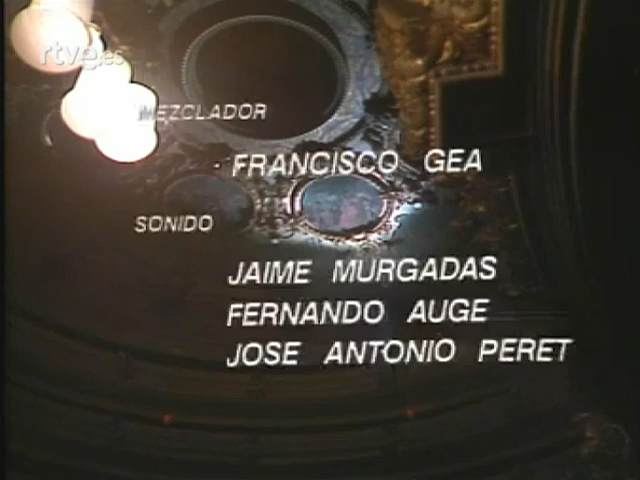 rtve.es
MEZCLADOR
FRANCISCO GEA
SONIDO
JAIME MURGADAS
FERNANDO AUGE
JOSE ANTONIO PERET